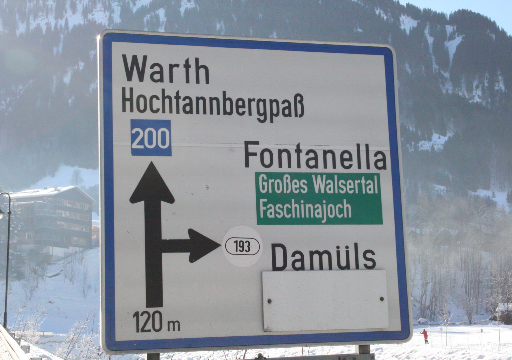 Warth
Hochtannbergpaß
200
Fontanella
Großes Walsertal
Faschinajoch
193
Damüls
120 m